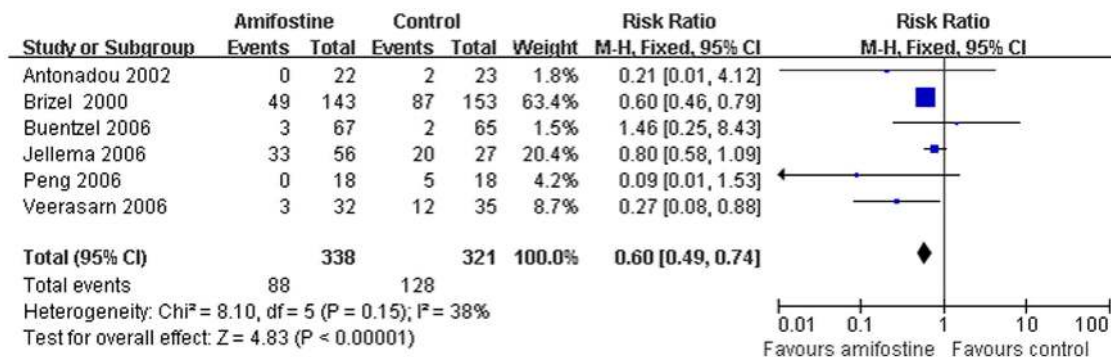 Amifostine Control Risk Ratio Risk Ratio
Study or Subgroup Events Total Events Total Weight M-H, Fixed, 95% CI M-H, Fixed, 95% CI
Antonadou 2002 0 22 2 23 1.8% 0.21 [0.01, 4.12]
Brizel 2000 49 143 87 153 63.4% 0.60 [0.46, 0.79]
Buentzel 2006 3 67 2 65 1.5% 1.46 [0.25, 8.43]
Jellema 2006 33 56 20 27 20.4% 0.80 [0.58, 1.09]
Peng 2006 0 18 5 18 4.2% 0.09 [0.01, 1.53]
Veerasarn 2006 3 32 12 35 8.7% 0.27 [0.08, 0.88]
Total (95% CI) 338 321 100.0% 0.60 [0.49, 0.74]
Total events 88 128
Heterogeneity: Chi² = 8.10, df = 5 (P = 0.15); I² = 38%
Test for overall effect: Z = 4.83 (P < 0.00001)
0.01 0.1 1 10 100
Favours amifostine Favours control